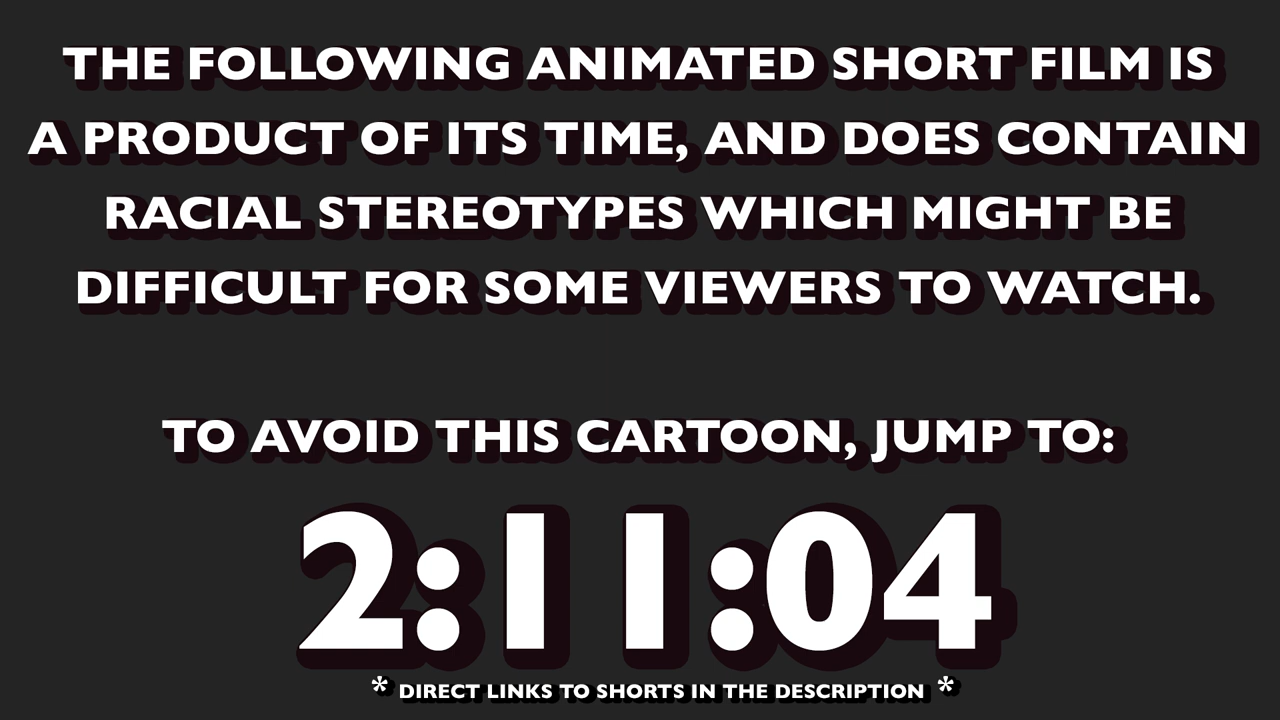 THE FOLLOWING ANIMATED SHORT FILM IS
A PRODUCT OF ITS TIME, AND DOES CONTAIN
RACIAL STEREOTYPES WHICH MIGHT BE
DIFFICULT FOR SOME VIEWERS TO WATCH.
TO AVOID THIS CARTOON, JUMP TO:
2:11:04
* DIRECT LINKS TO SHORTS IN THE DESCRIPTION *